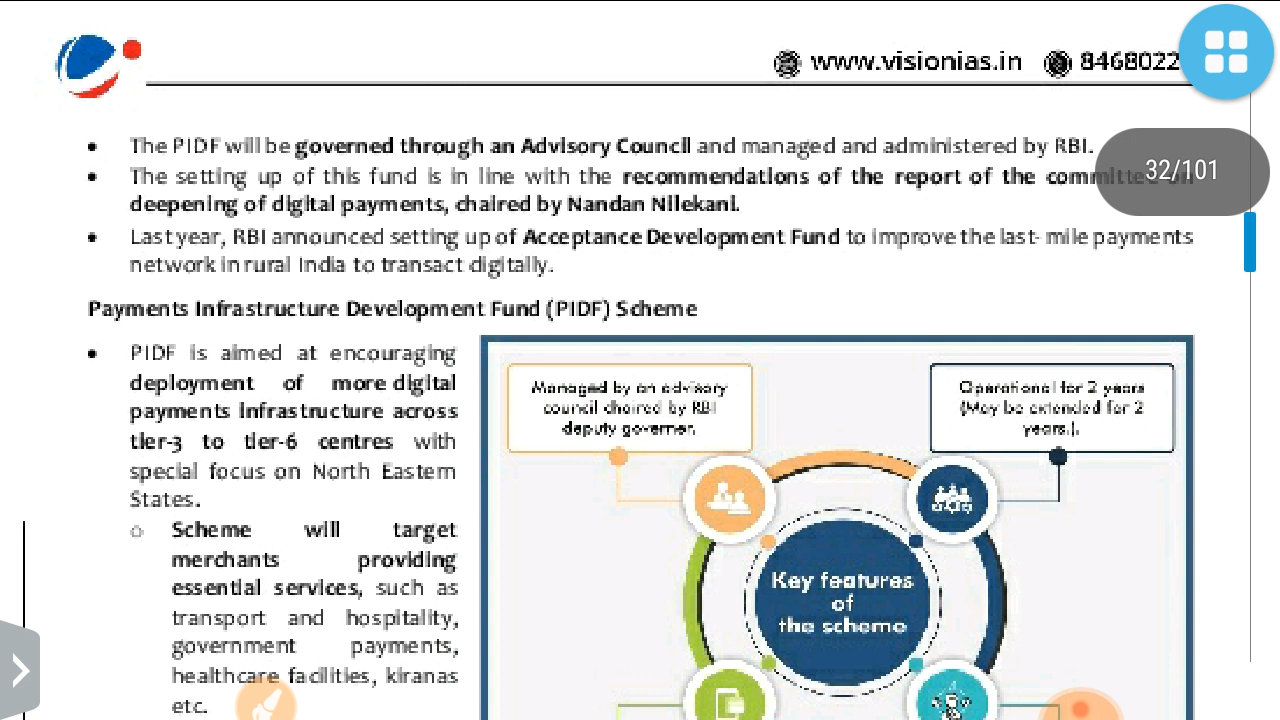 www.visionias.in 8468022
32/101
• The PIDF will be governed through an Advisory Council and managed and administered by RBI.
• The setting up of this fund is in line with the recommendations of the report of the committee on
deepening of digital payments, chaired by Nandan Nilekani.
• Last year, RBI announced setting up of Acceptance Development Fund to improve the last- mile payments
network in rural India to transact digitally.
Payments Infrastructure Development Fund (PIDF) Scheme
• PIDF is aimed at encouraging
deployment of more digital
payments infrastructure across
tier-3 to tier-6 centres with
special focus on North Eastern
States.
o Scheme will target
merchants providing
essential services, such as
transport and hospitality,
government payments,
healthcare facilities, kiranas
etc.
Managed by an advisory
council chaired by RBI
deputy governer.
Operational for 2 years
(May be extended for 2
years.).
Key features
of
the scheme